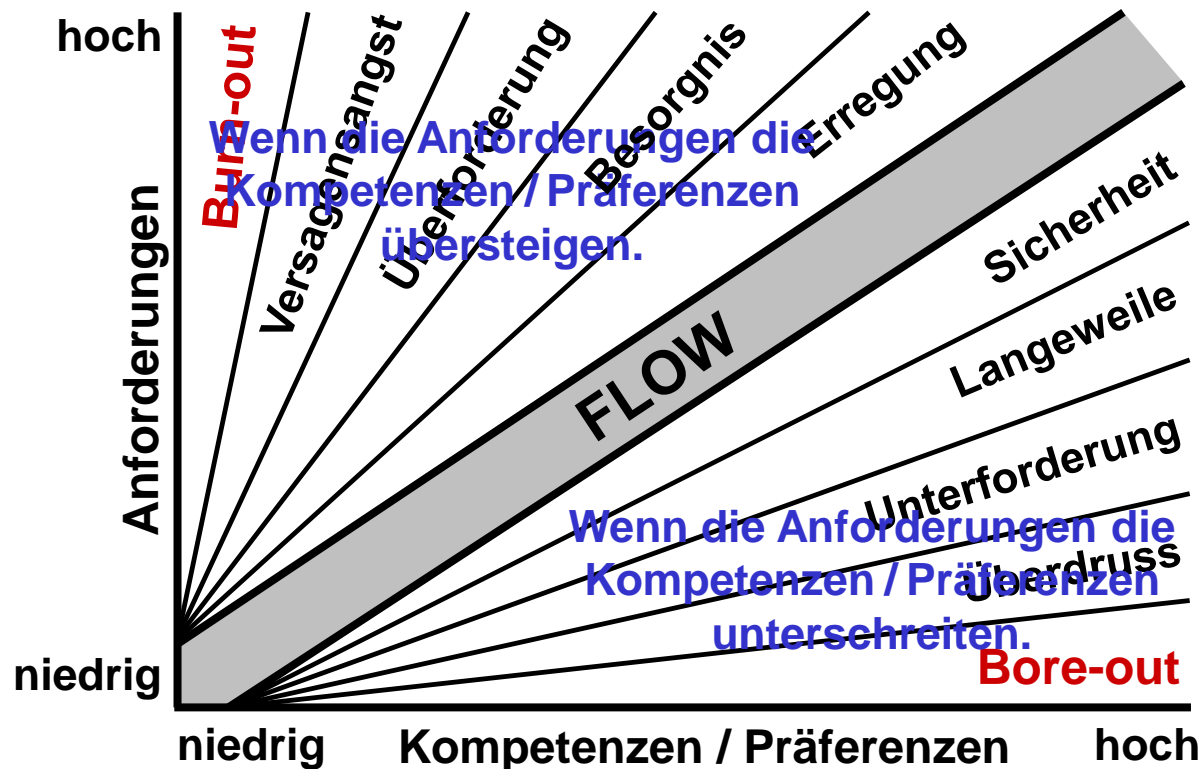 hoch
Burn-out
Versagensangst
Überforderung
Besorgnis
Erregung
Wenn die Anforderungen die
Kompetenzen / Präferenzen
übersteigen.
Anforderungen
FLOW
Sicherheit
Langeweile
Unterforderung
Überdruss
Wenn die Anforderungen die
Kompetenzen / Präferenzen
unterschreiten.
Bore-out
niedrig
niedrig
Kompetenzen / Präferenzen
hoch